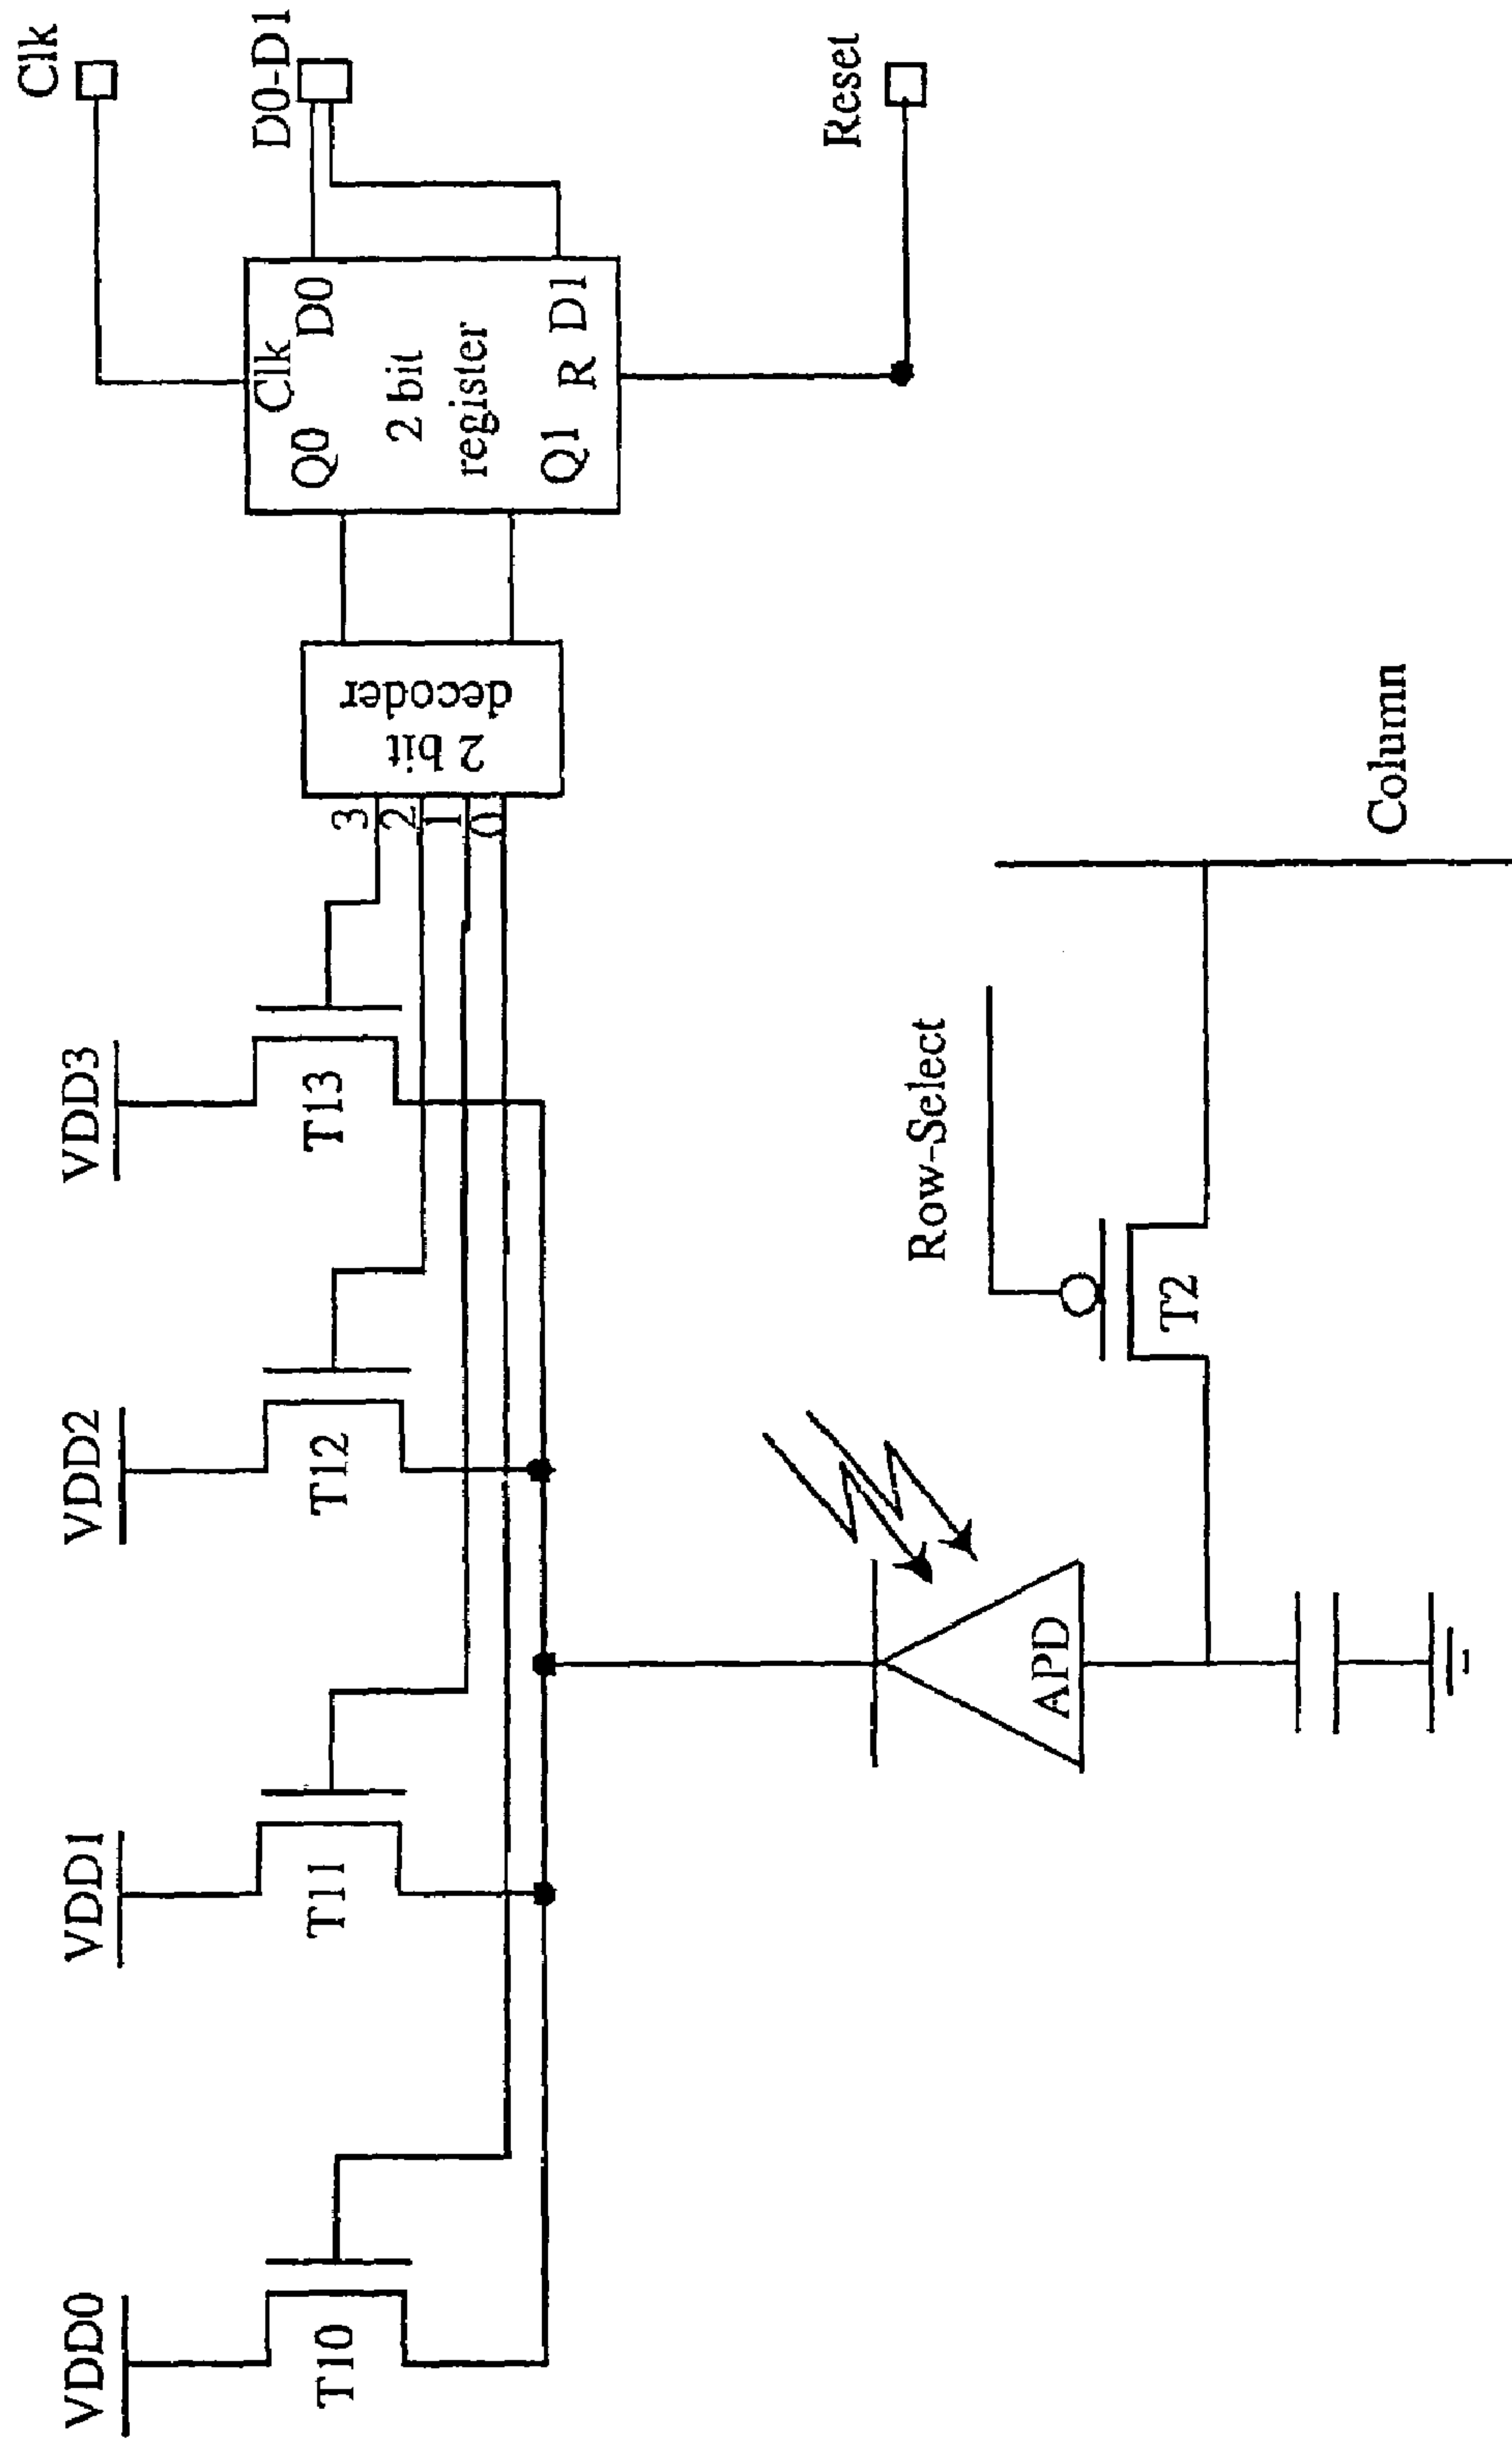 VDD0
VDD1
VDD2
VDD3
Clk
T10
T11
T12
T13
3
2
1
0
2 bit
decoder
Clk
Q0
D0
2 bit
register
Q1
R
D1
D0-D1
Reset
Row-Select
APD
T2
Column